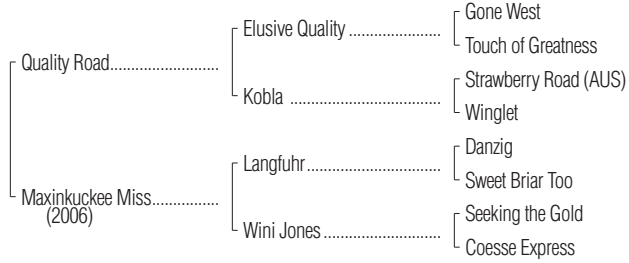 Gone West
Elusive Quality
Touch of Greatness
Quality Road
Strawberry Road (AUS)
Kobla
Winglet
Danzig
Langfuhr
Sweet Briar Too
Maxinkuckee Miss
(2006)
Seeking the Gold
Wini Jones
Coesse Express